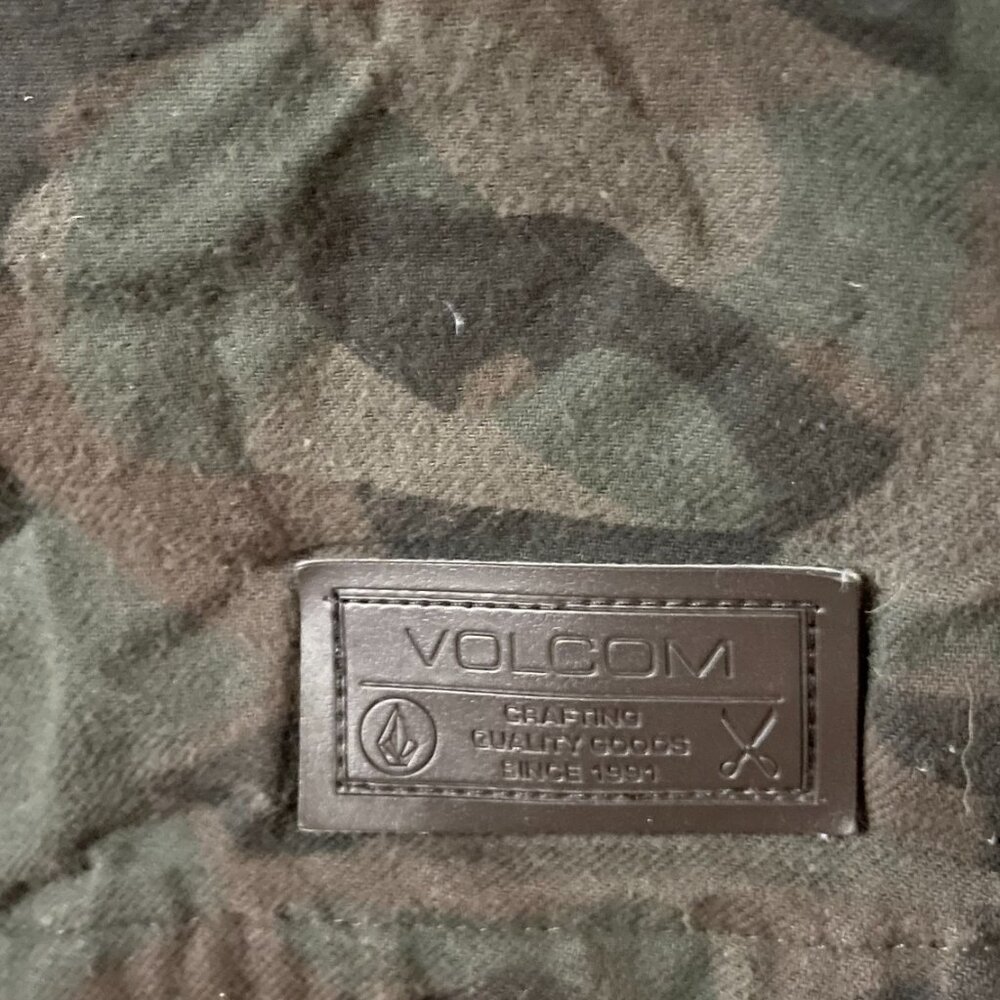 VOLCOM
CRAFTING
QUALITY GOODS
SINCE 1991